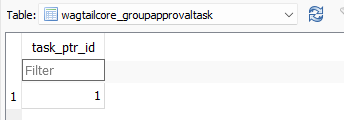 Table: wagtailcore_groupapprovaltask
task_ptr_id
Filter
1 1